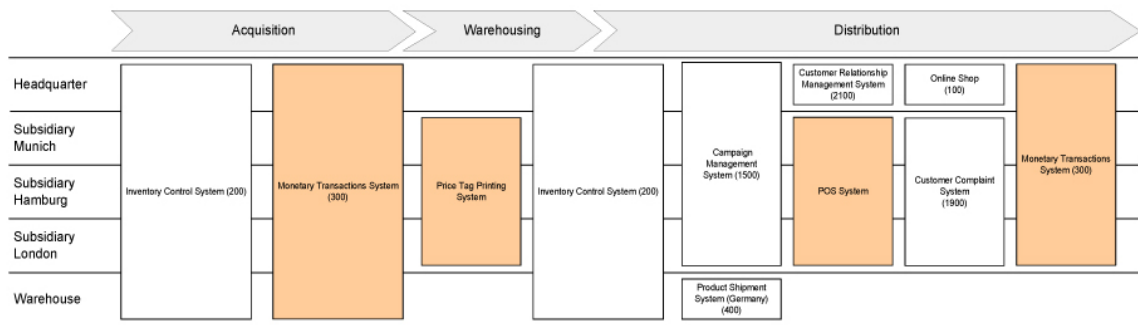 Acquisition
Warehousing
Distribution
Headquarter
Subsidiary
Munich
Subsidiary
Hamburg
Subsidiary
London
Warehouse
Inventory Control System (200)
Monetary Transactions System
(300)
Price Tag Printing
System
Inventory Control System (200)
Campaign
Management
System (1500)
Product Shipment
System (Germany)
(400)
Customer Relationship
Management System
(2100)
POS System
Online Shop
(100)
Customer Complaint
System
(1900)
Monetary Transactions
System (300)